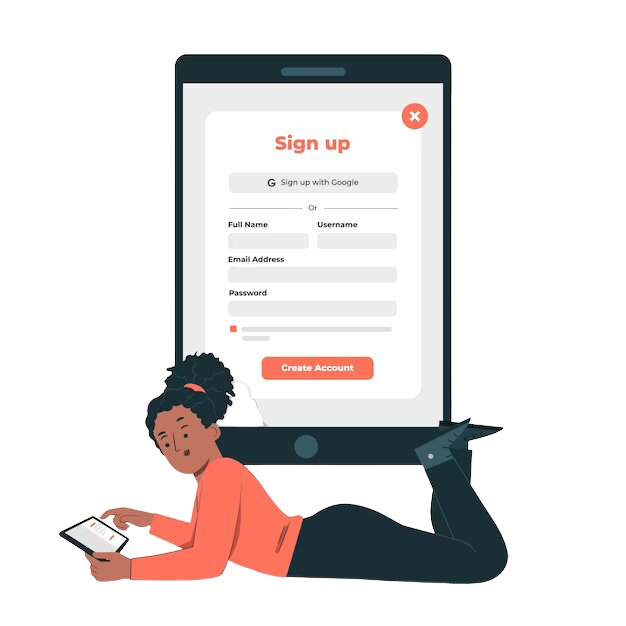 Sign up
Sign up with Google
Or
Full Name Username
Email Address
Password
Create Account